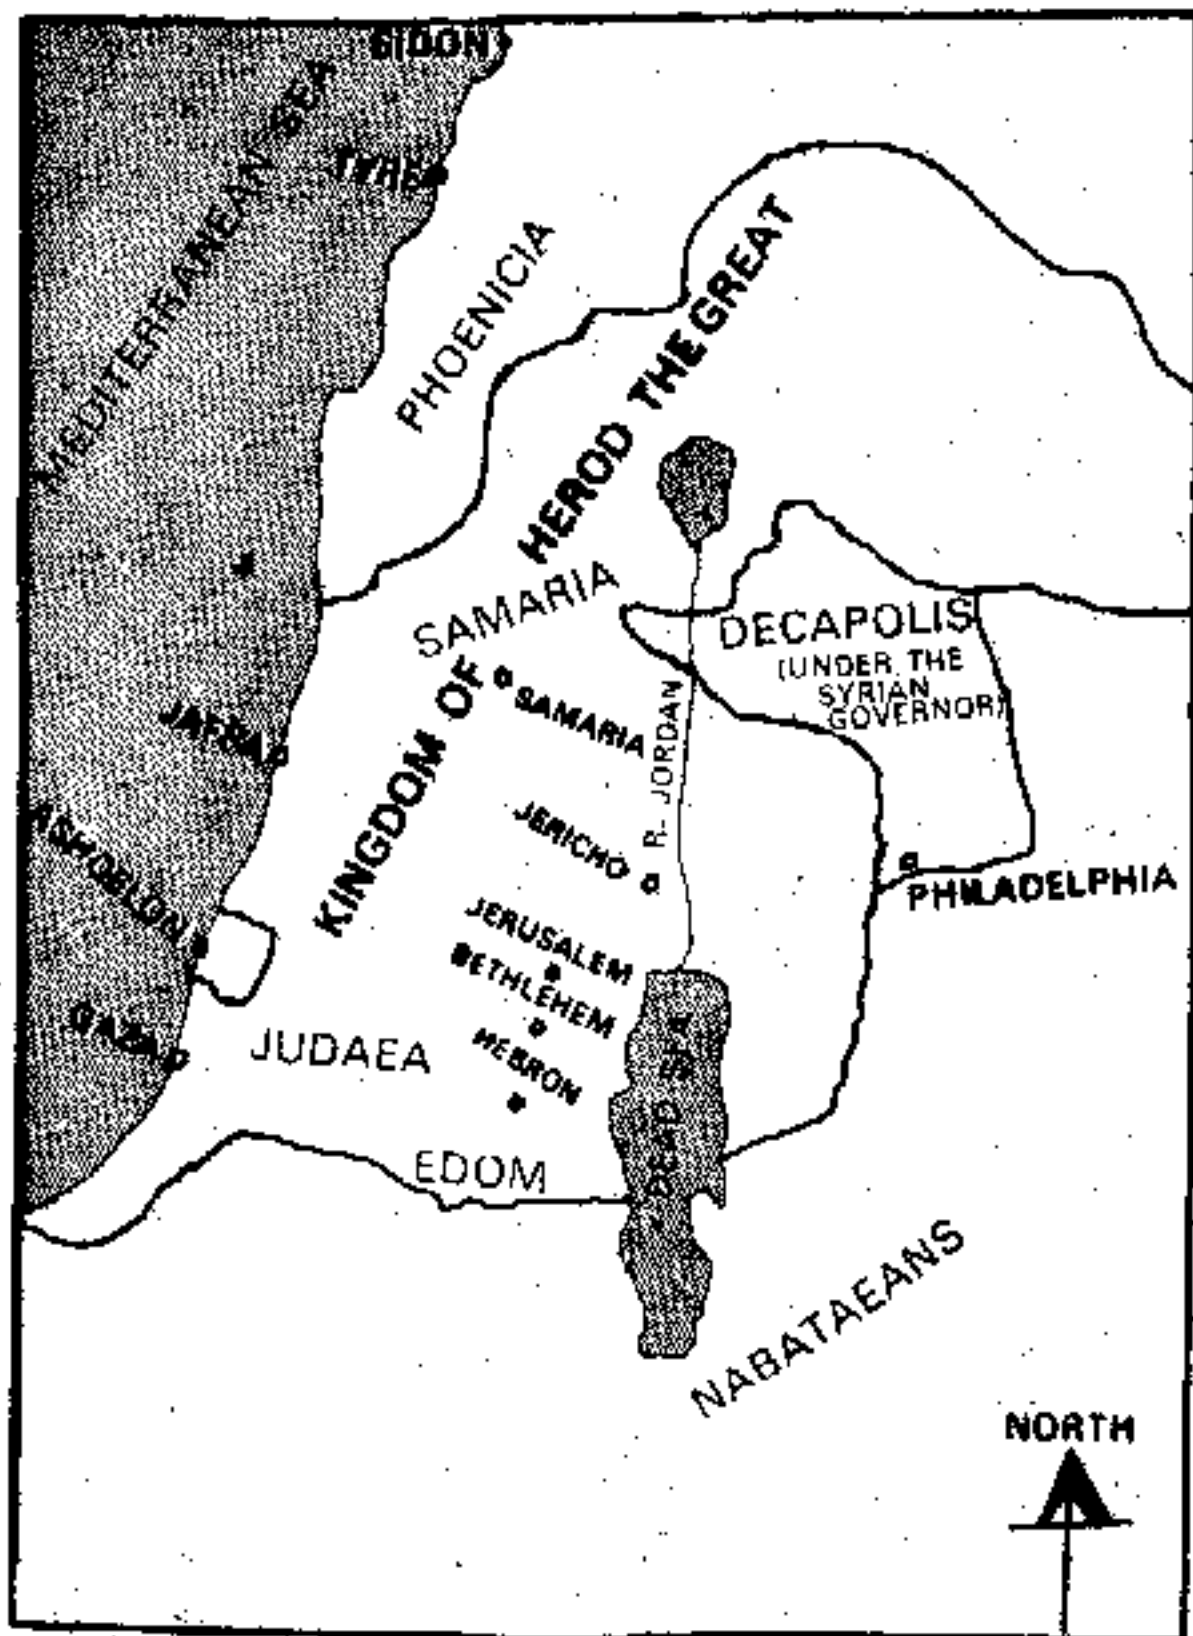 SIDON
TYRE
MEDITERRANEAN SEA
PHOENICIA
KINGDOM OF HEROD THE GREAT
SAMARIA
DECAPOLIS
(UNDER THE
SYRIAN
GOVERNOR)
SAMARIA
R. JORDAN
JAFFA
JERICHO
ASHQELON
PHILADELPHIA
JERUSALEM
BETHLEHEM
GAZA
JUDAEA
HEBRON
DEAD SEA
EDOM
NABATAEANS
NORTH